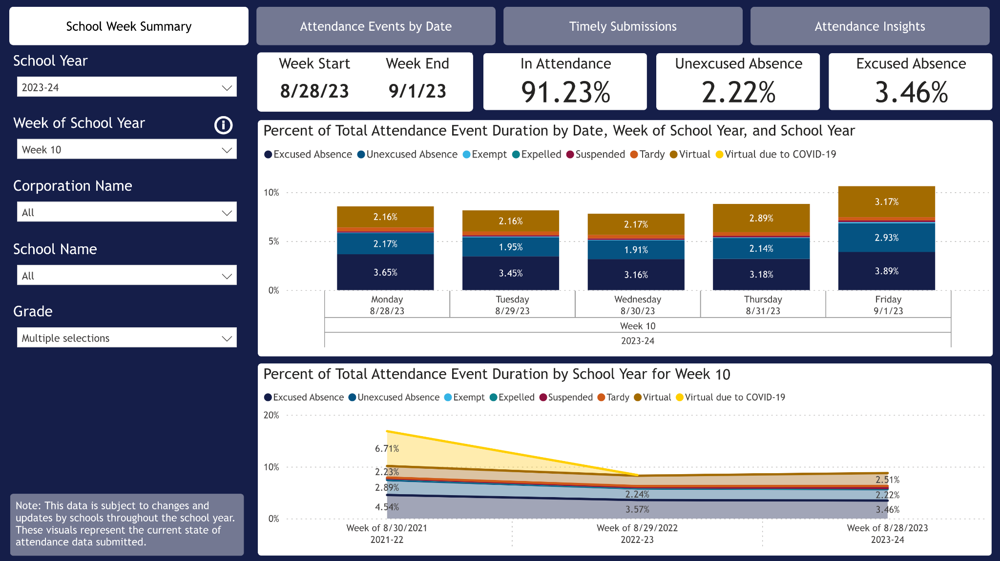 School Week Summary
Attendance Events by Date
Timely Submissions
Attendance Insights
School Year
2023-24
Week of School Year
Week 10
Corporation Name
All
School Name
All
Grade
Multiple selections
Note: This data is subject to changes and
updates by schools throughout the school year.
These visuals represent the current state of
attendance data submitted.
Week Start
Week End
8/28/23
9/1/23
In Attendance
91.23%
Unexcused Absence
2.22%
Excused Absence
3.46%
Percent of Total Attendance Event Duration by Date, Week of School Year, and School Year
Excused Absence Unexcused Absence Exempt Expelled Suspended Tardy Virtual Virtual due to COVID-19
10%
5%
0%
2.16%
2.17%
3.65%
2.16%
1.95%
3.45%
2.17%
1.91%
3.16%
2.89%
2.14%
3.18%
3.17%
2.93%
3.89%
Monday
8/28/23
Tuesday
8/29/23
Wednesday
8/30/23
Thursday
8/31/23
Friday
9/1/23
Week 10
2023-24
Percent of Total Attendance Event Duration by School Year for Week 10
Excused Absence Unexcused Absence Exempt Expelled Suspended Tardy Virtual Virtual due to COVID-19
20%
10%
0%
6.71%
2.23%
2.89%
4.54%
2.24%
3.57%
2.51%
2.22%
3.46%
Week of 8/30/2021
2021-22
Week of 8/29/2022
2022-23
Week of 8/28/2023
2023-24